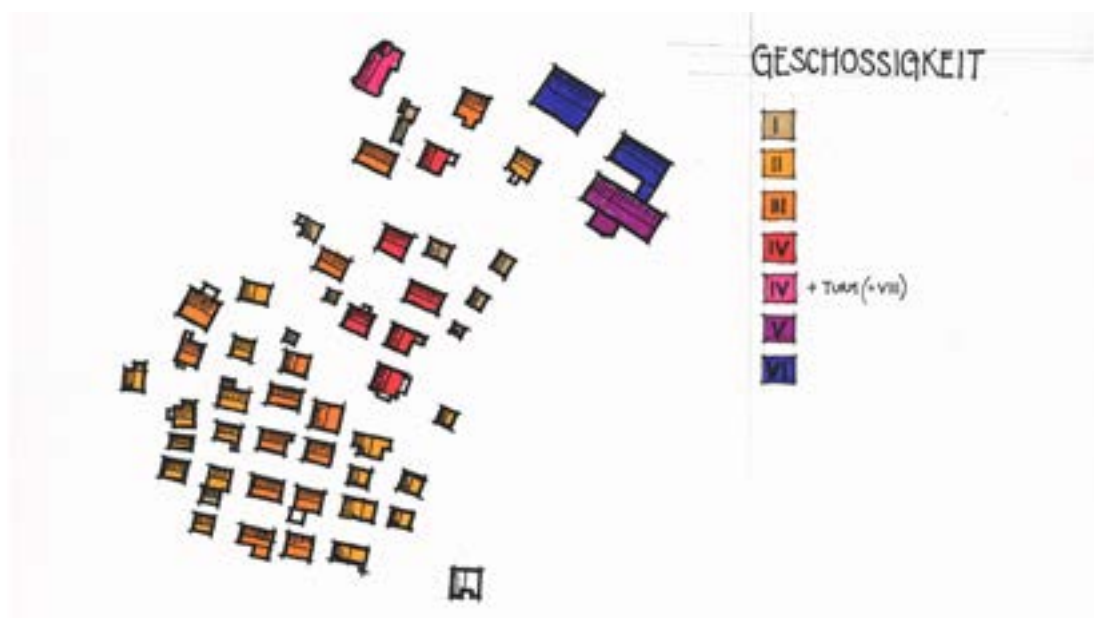 GESCHOSSIGKEIT
I
II
III
IV
IV + TURM (=VIII)
V
VI